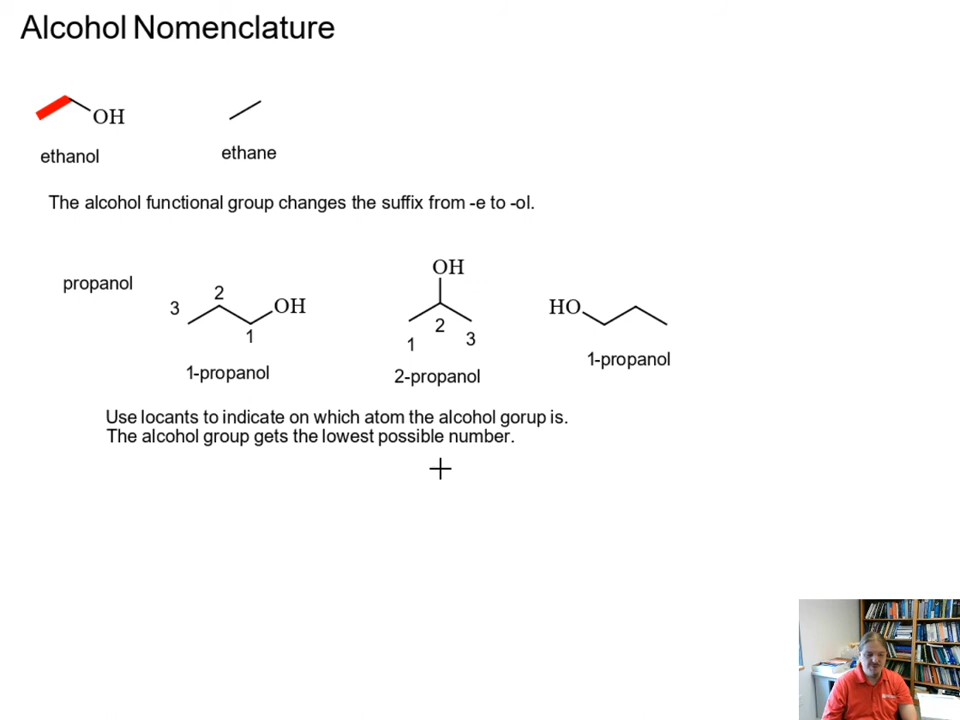 Alcohol Nomenclature
OH
ethanol
ethane
The alcohol functional group changes the suffix from -e to -ol.
propanol
3
2
1
OH
1-propanol
OH
1
2
3
2-propanol
HO
1-propanol
Use locants to indicate on which atom the alcohol gorup is.
The alcohol group gets the lowest possible number.